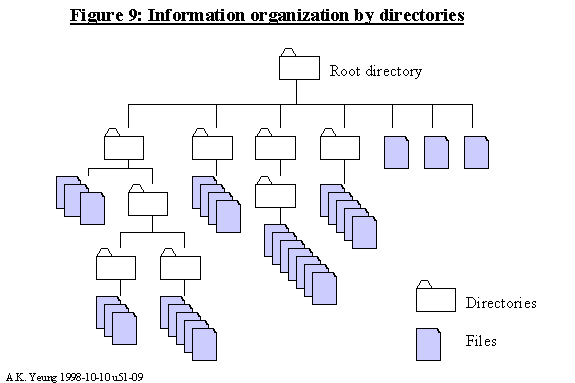 Figure 9: Information organization by directories
Root directory
Directories
Files
A.K. Yeung 1998-10-10 u51-09